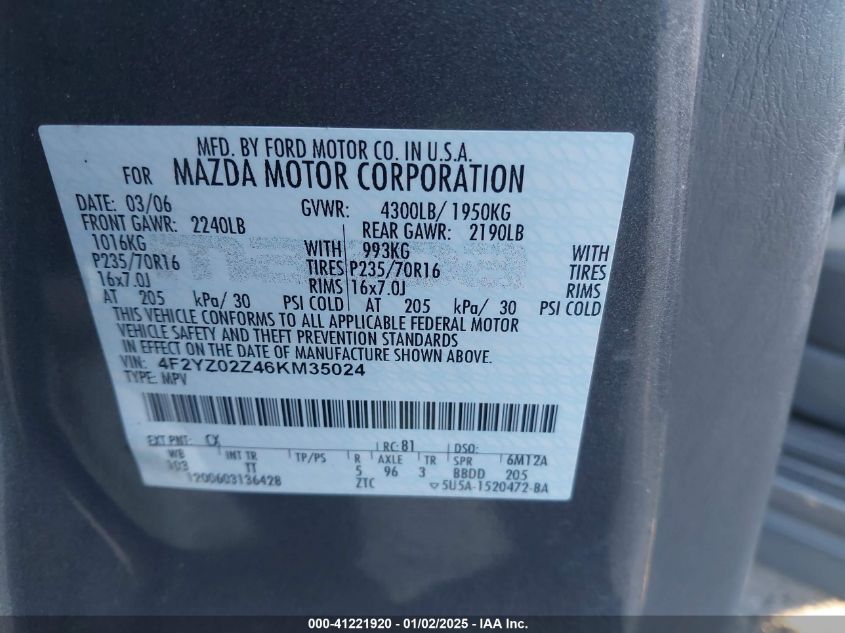 MFD. BY FORD MOTOR CO. IN U.S.A.
FOR MAZDA MOTOR CORPORATION
DATE: 03/06 GVWR: 4300LB/ 1950KG
FRONT GAWR: 2240LB REAR GAWR: 2190LB
1016KG WITH 993KG WITH
P235/70R16 TIRES P235/70R16 TIRES
16x7.0J RIMS 16x7.0J RIMS
AT 205 kPa/ 30 PSI COLD AT 205 kPa/ 30 PSI COLD
THIS VEHICLE CONFORMS TO ALL APPLICABLE FEDERAL MOTOR
VEHICLE SAFETY AND THEFT PREVENTION STANDARDS
IN EFFECT ON THE DATE OF MANUFACTURE SHOWN ABOVE.
VIN: 4F2YZ02Z46KM35024
TYPE: MPV
EXT PNT: CX RC: 81 DSO:
WB INT TR TP/PS R AXLE TR SPR 6M12A
103 TT 5 96 3 BBDD 205
1200603136428 ZTC 5U5A-1520472-BA
000-41221920 - 01/02/2025 - IAA Inc.